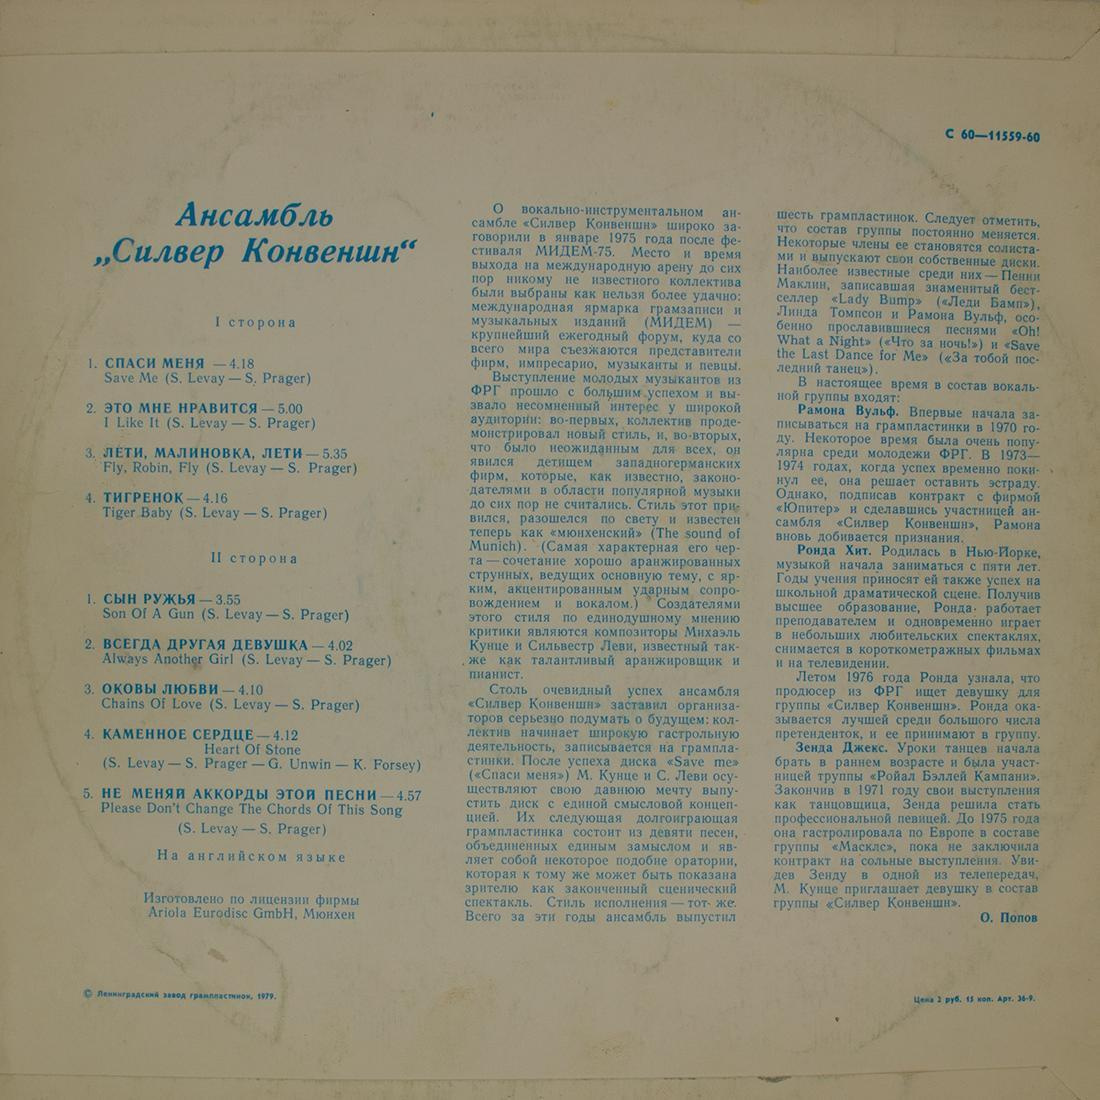 С 60—11559-60
Ансамбль
„Силвер Конвеншн“
I сторона
1. СПАСИ МЕНЯ — 4.18
Save Me (S. Levay — S. Prager)
2. ЭТО МНЕ НРАВИТСЯ — 5.00
I Like It (S. Levay — S. Prager)
3. ЛЕТИ, МАЛИНОВКА, ЛЕТИ — 5.35
Fly, Robin, Fly (S. Levay — S. Prager)
4. ТИГРЕНОК — 4.16
Tiger Baby (S. Levay — S. Prager)
II сторона
1. СЫН РУЖЬЯ — 3.55
Son Of A Gun (S. Levay — S. Prager)
2. ВСЕГДА ДРУГАЯ ДЕВУШКА — 4.02
Always Another Girl (S. Levay — S. Prager)
3. ОКОВЫ ЛЮБВИ — 4.10
Chains Of Love (S. Levay — S. Prager)
4. КАМЕННОЕ СЕРДЦЕ — 4.12
Heart Of Stone
(S. Levay — S. Prager — G. Unwin — K. Forsey)
5. НЕ МЕНЯЙ АККОРДЫ ЭТОЙ ПЕСНИ — 4.57
Please Don't Change The Chords Of This Song
(S. Levay — S. Prager)
На английском языке
Изготовлено по лицензии фирмы
Ariola Eurodisc GmbH, Мюнхен
О вокально-инструментальном ан-
самбле «Силвер Конвеншн» широко за-
говорили в январе 1975 года после фе-
стиваля МИДЕМ-75. Место и время
выхода на международную арену до сих
пор никому не известного коллектива
были выбраны как нельзя более удачно:
международная ярмарка грамзаписи и
музыкальных изданий (МИДЕМ) —
крупнейший ежегодный форум, куда со
всего мира съезжаются представители
фирм, импресарио, музыканты и певцы.
Выступление молодых музыкантов из
ФРГ прошло с большим успехом и вы-
звало несомненный интерес у широкой
аудитории: во-первых, коллектив проде-
монстрировал новый стиль, и, во-вторых,
что было неожиданным для всех, он
явился детищем западногерманских
фирм, которые, как известно, законо-
дателями в области популярной музыки
до сих пор не считались. Стиль этот при-
вился, разошелся по свету и известен
теперь как «мюнхенский» (The sound of
Munich). (Самая характерная его чер-
та — сочетание хорошо аранжированных
струнных, ведущих основную тему, с яр-
ким, акцентированным ударным сопро-
вождением и вокалом.) Создателями
этого стиля по единодушному мнению
критики являются композиторы Михаэль
Кунце и Сильвестр Леви, известный так-
же как талантливый аранжировщик и
пианист.
Столь очевидный успех ансамбля
«Силвер Конвеншн» заставил организа-
торов серьезно подумать о будущем: кол-
лектив начинает широкую гастрольную
деятельность, записывается на грампла-
стинки. После успеха диска «Save me»
(«Спаси меня») М. Кунце и С. Леви осу-
ществляют свою давнюю мечту выпу-
стить диск с единой смысловой концеп-
цией. Их следующая долгоиграющая
грампластинка состоит из девяти песен,
объединенных единым замыслом и яв-
ляет собой некоторое подобие оратории,
которая к тому же может быть показана
зрителю как законченный сценический
спектакль. Стиль исполнения — тот же.
Всего за эти годы ансамбль выпустил
шесть грампластинок. Следует отметить,
что состав группы постоянно меняется.
Некоторые члены ее становятся солиста-
ми и выпускают свои собственные диски.
Наиболее известные среди них — Пенни
Маклин, записавшая знаменитый бест-
селлер «Lady Bump» («Леди Бамп»),
Линда Томпсон и Рамона Вульф, осо-
бенно прославившиеся песнями «Oh!
What a Night» («Что за ночь!») и «Save
the Last Dance for Me» («За тобой пос-
ледний танец»).
В настоящее время в состав вокаль-
ной группы входят:
Рамона Вульф. Впервые начала за-
писываться на грампластинки в 1970 го-
ду. Некоторое время была очень попу-
лярна среди молодежи ФРГ. В 1973—
1974 годах, когда успех временно поки-
нул ее, она решает оставить эстраду.
Однако, подписав контракт с фирмой
«Юпитер» и сделавшись участницей ан-
самбля «Силвер Конвеншн», Рамона
вновь добивается признания.
Ронда Хит. Родилась в Нью-Йорке,
музыкой начала заниматься с пяти лет.
Годы учения приносят ей также успех на
школьной драматической сцене. Получив
высшее образование, Ронда работает
преподавателем и одновременно играет
в небольших любительских спектаклях,
снимается в короткометражных фильмах
и на телевидении.
Летом 1976 года Ронда узнала, что
продюсер из ФРГ ищет девушку для
группы «Силвер Конвеншн». Ронда ока-
зывается лучшей среди большого числа
претенденток, и ее принимают в группу.
Зенда Джекс. Уроки танцев начала
брать в раннем возрасте и была участ-
ницей труппы «Ройал Бэллей Кампани».
Закончив в 1971 году свои выступления
как танцовщица, Зенда решила стать
профессиональной певицей. До 1975 года
она гастролировала по Европе в составе
группы «Масклс», пока не заключила
контракт на сольные выступления. Уви-
дев Зенду в одной из телепередач,
М. Кунце приглашает девушку в состав
группы «Силвер Конвеншн».
О. Попов
© Ленинградский завод грампластинок, 1979.
Цена 2 руб. 15 коп. Арт. 36-9.